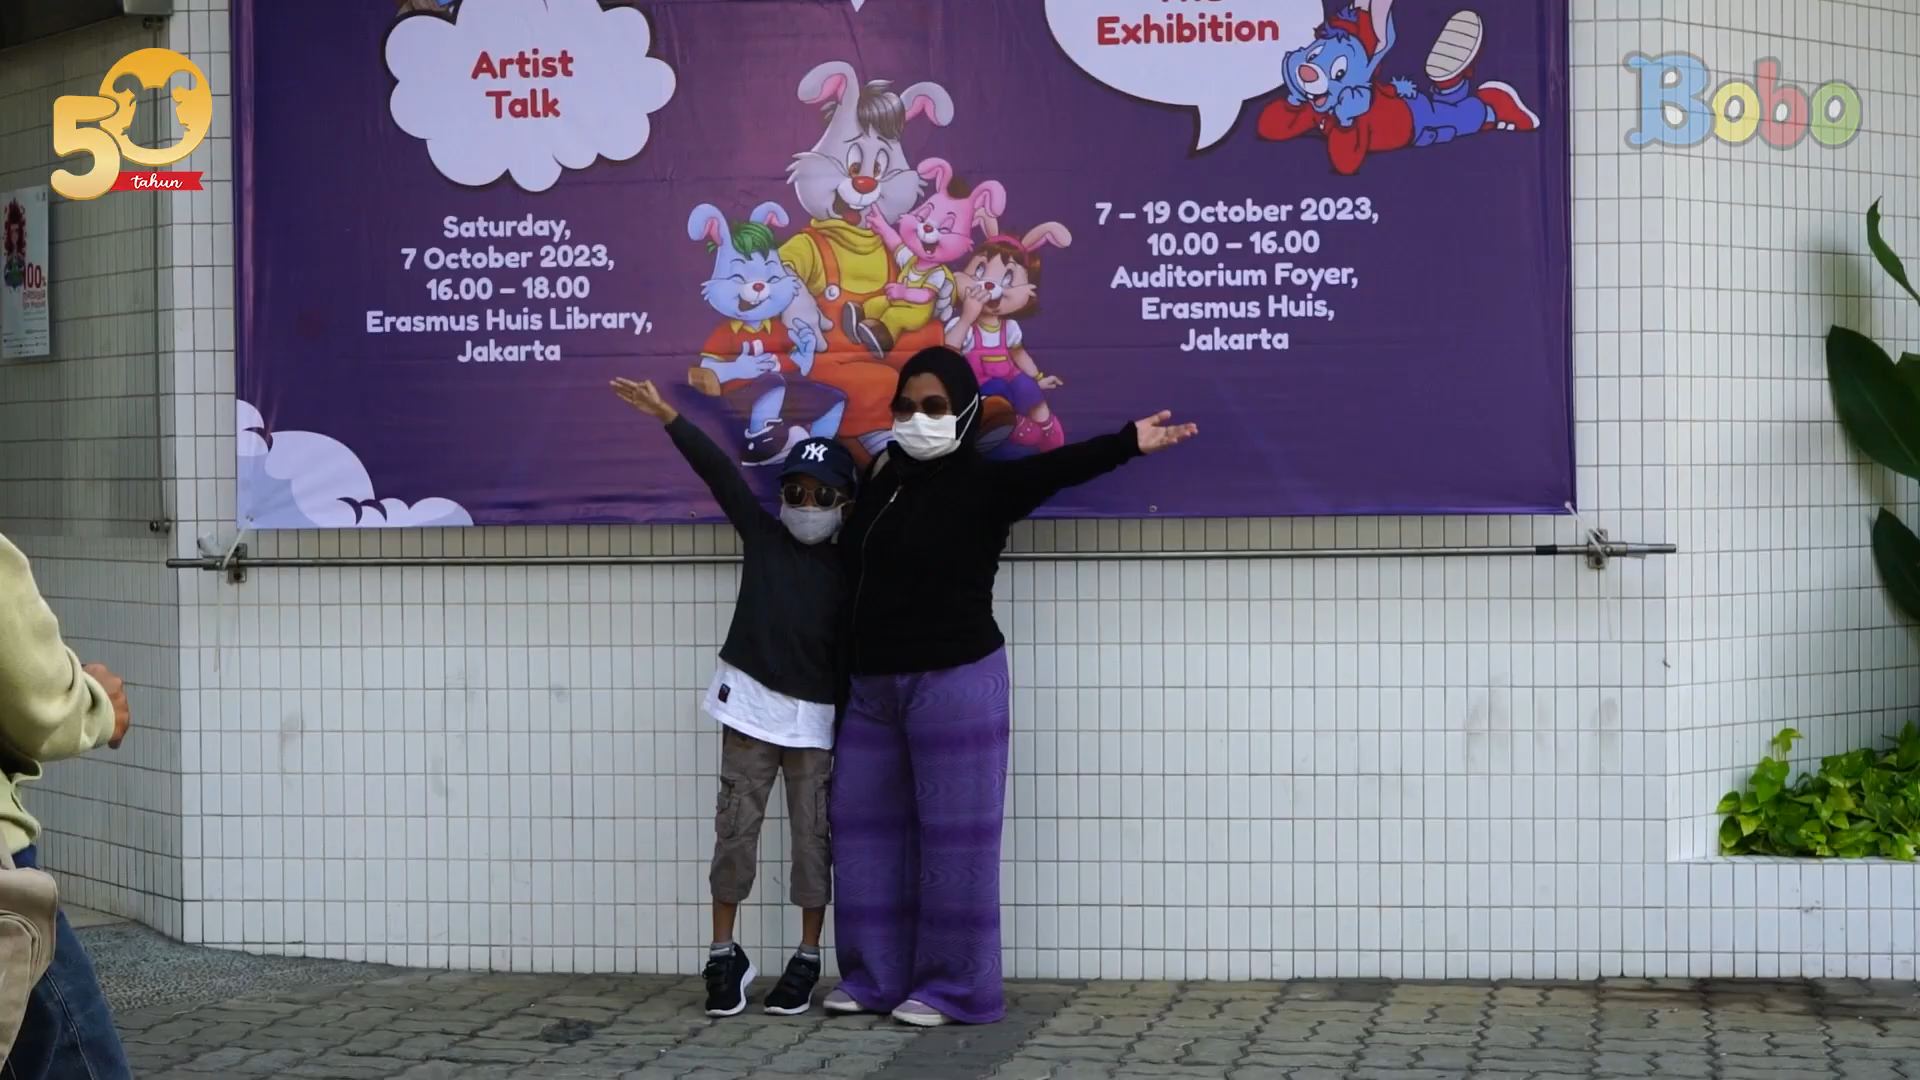 50
tahun
Bobo
Artist
Talk
Saturday,
7 October 2023,
16.00 – 18.00
Erasmus Huis Library,
Jakarta
Exhibition
7 – 19 October 2023,
10.00 – 16.00
Auditorium Foyer,
Erasmus Huis,
Jakarta
100%
NY